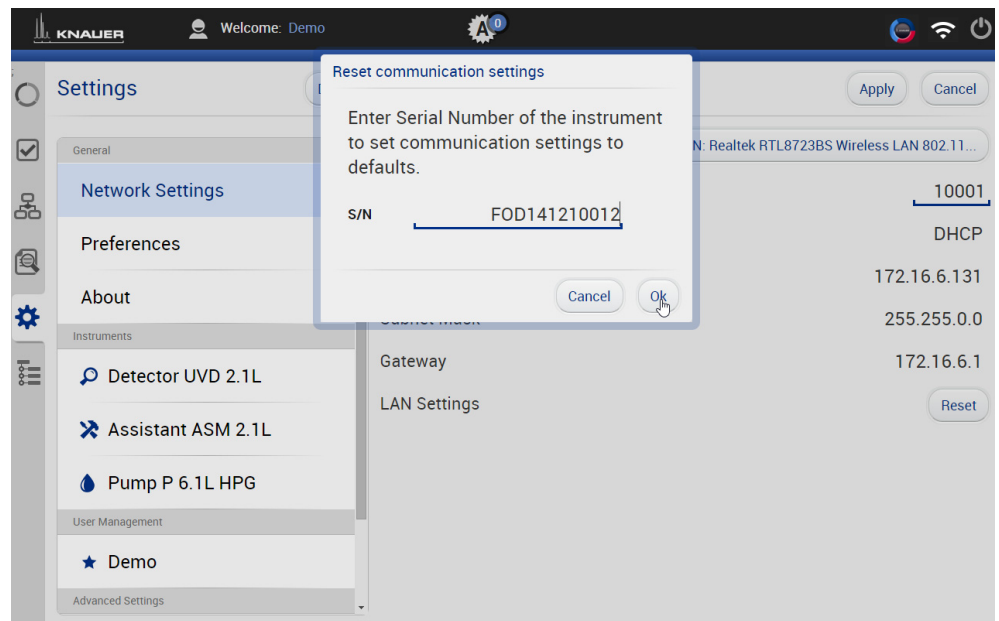 KNAUER
Welcome: Demo
A 0
Settings
Apply
Cancel
Reset communication settings
Enter Serial Number of the instrument
to set communication settings to
defaults.
S/N FOD141210012
Cancel
Ok
General
Network Settings
Preferences
About
Instruments
Detector UVD 2.1L
Assistant ASM 2.1L
Pump P 6.1L HPG
User Management
Demo
Advanced Settings
N: Realtek RTL8723BS Wireless LAN 802.11...
10001
DHCP
172.16.6.131
Subnet Mask 255.255.0.0
Gateway 172.16.6.1
LAN Settings Reset